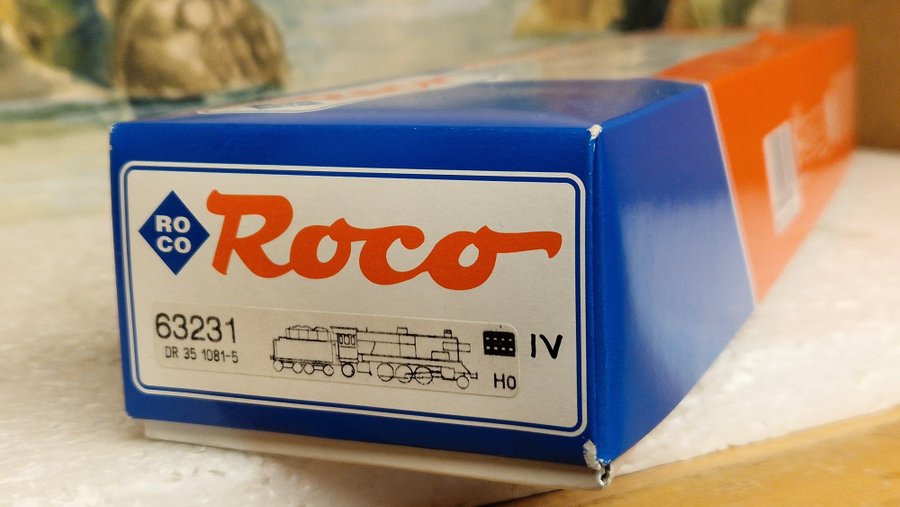 RO
CO
Roco
63231
DR 35 1081-5
IV
H0